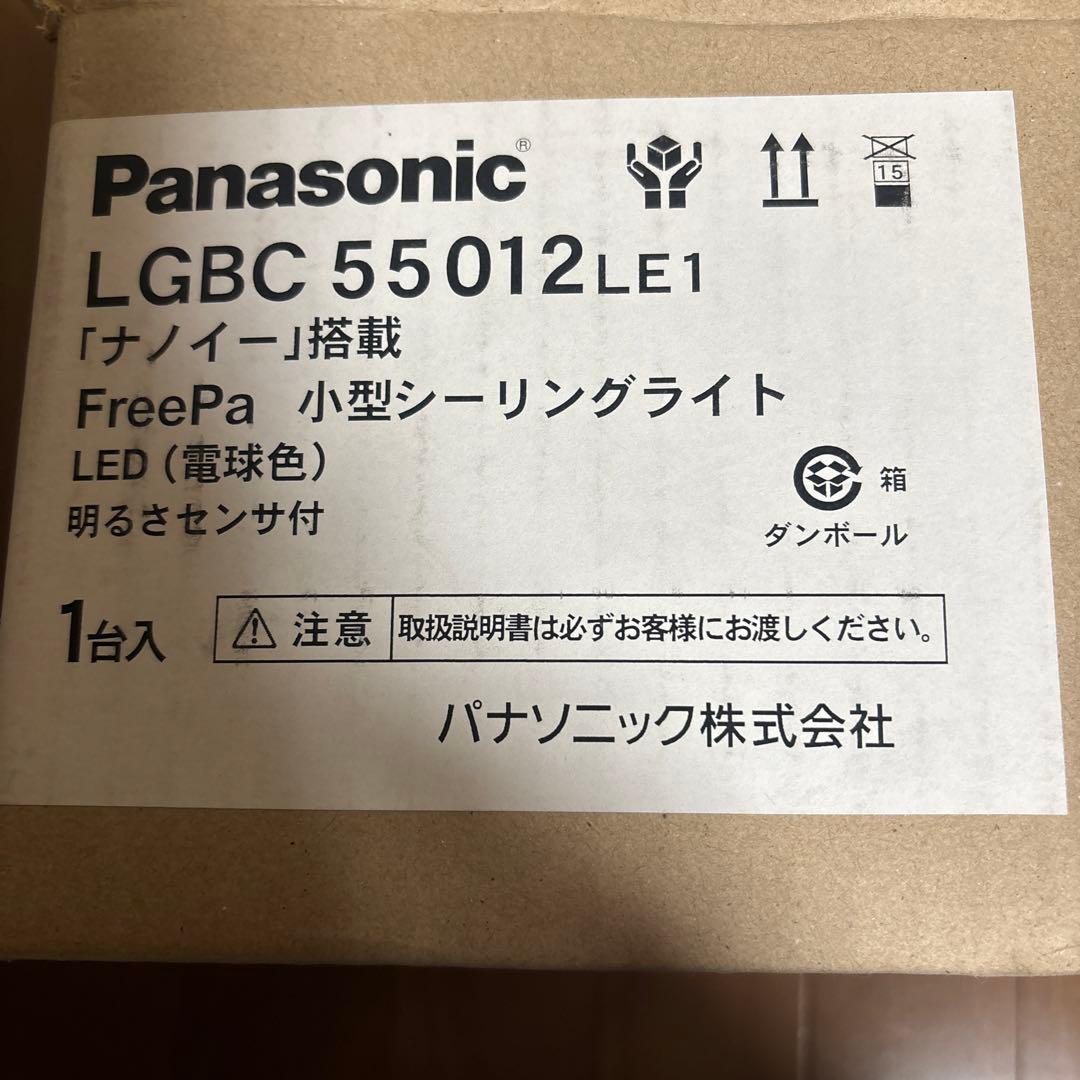 Panasonic®
15
LGBC 55012LE1
「ナノイー」搭載
FreePa 小型シーリングライト
LED(電球色)
明るさセンサ付
箱
ダンボール
1台入
注意 取扱説明書は必ずお客様にお渡しください。
パナソニック株式会社